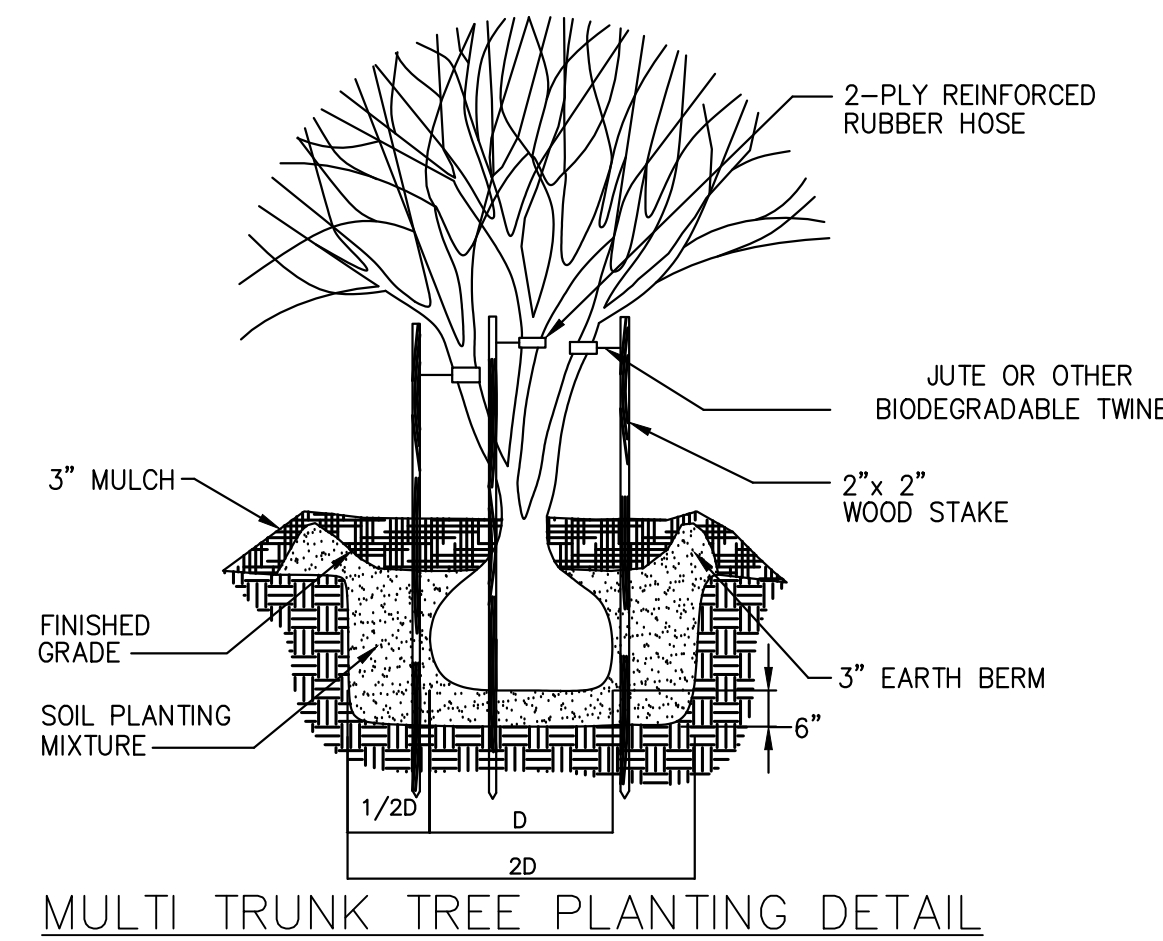 2-PLY REINFORCED
RUBBER HOSE
JUTE OR OTHER
BIODEGRADABLE TWINE
3” MULCH
2”x 2”
WOOD STAKE
FINISHED
GRADE
3” EARTH BERM
SOIL PLANTING
MIXTURE
6”
1/2D
D
2D
MULTI TRUNK TREE PLANTING DETAIL